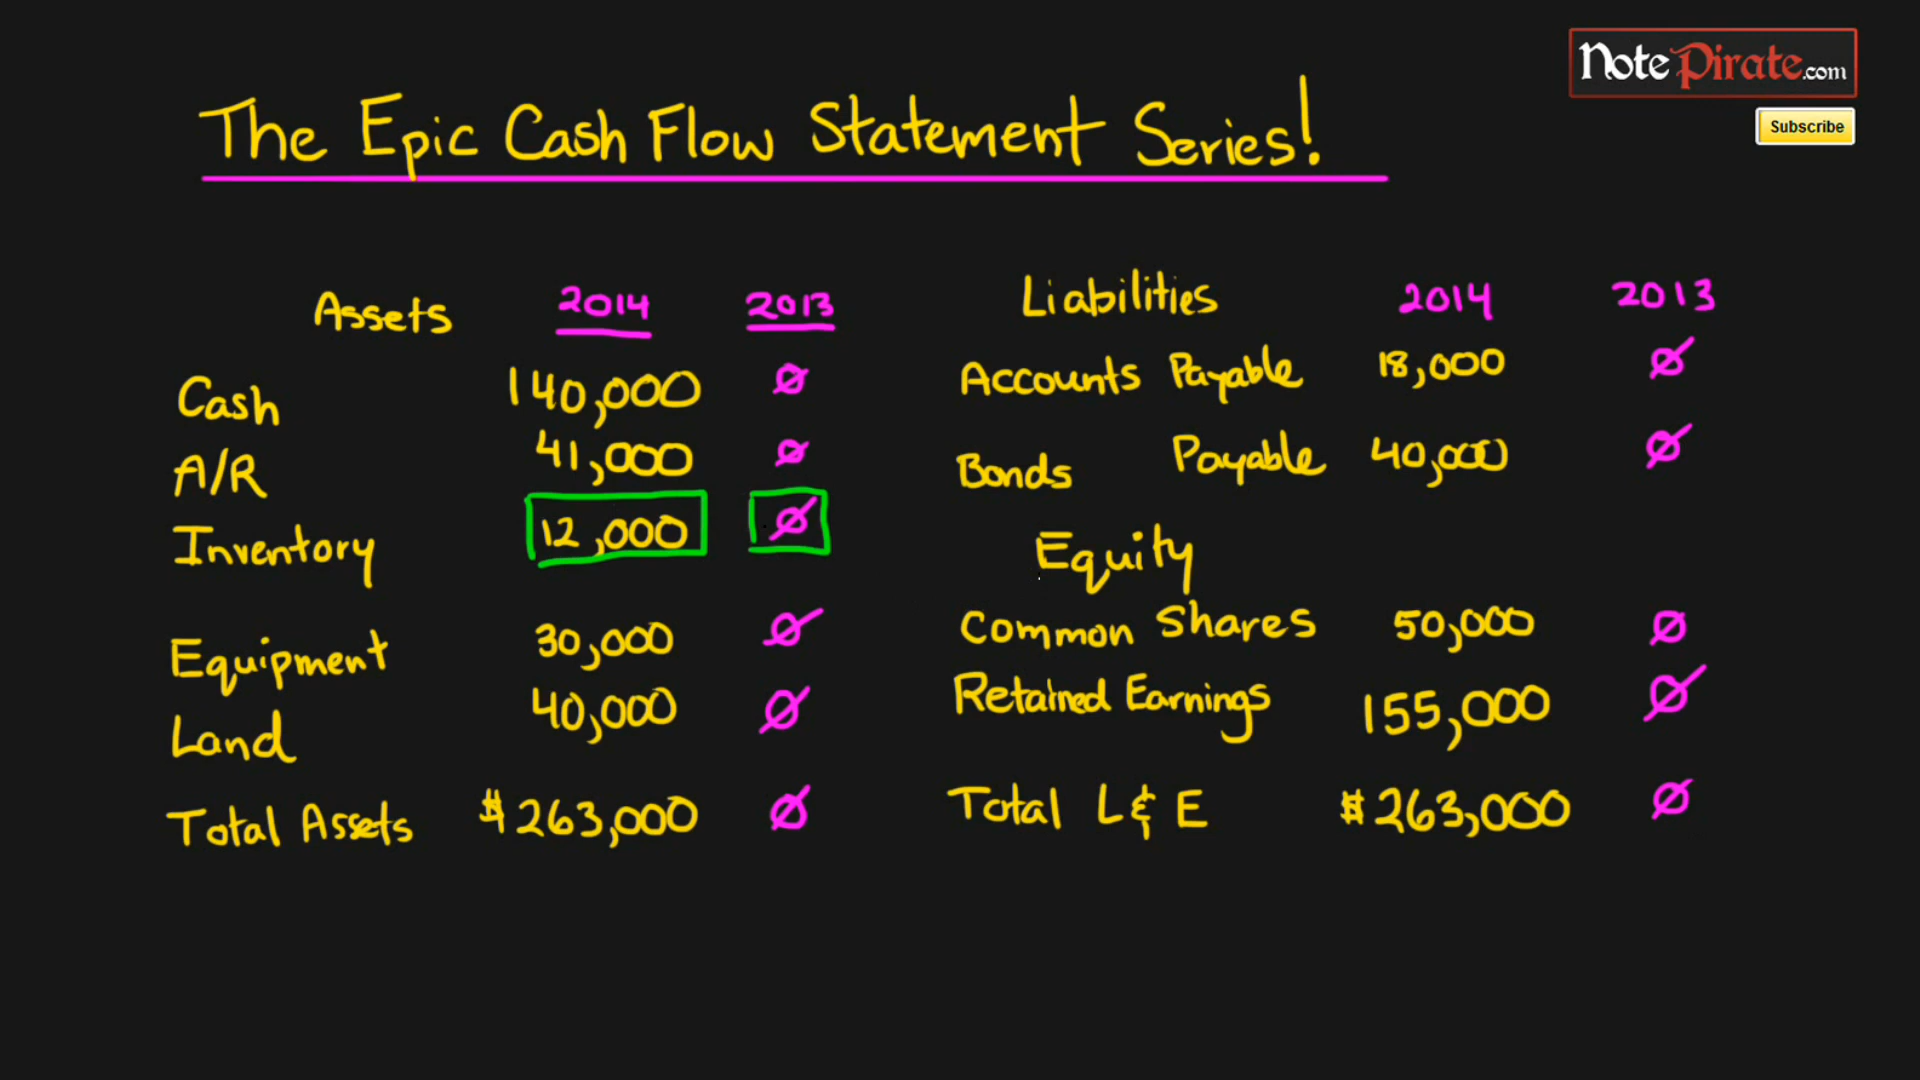 NotePirate.com
Subscribe
The Epic Cash Flow Statement Series!
Assets 2014 2013
Cash 140,000 Ø
A/R 41,000 Ø
Inventory 12,000 Ø
Equipment 30,000 Ø
Land 40,000 Ø
Total Assets $263,000 Ø
Liabilities 2014 2013
Accounts Payable 18,000 Ø
Bonds Payable 40,000 Ø
Equity
Common Shares 50,000 Ø
Retained Earnings 155,000 Ø
Total L & E $263,000 Ø